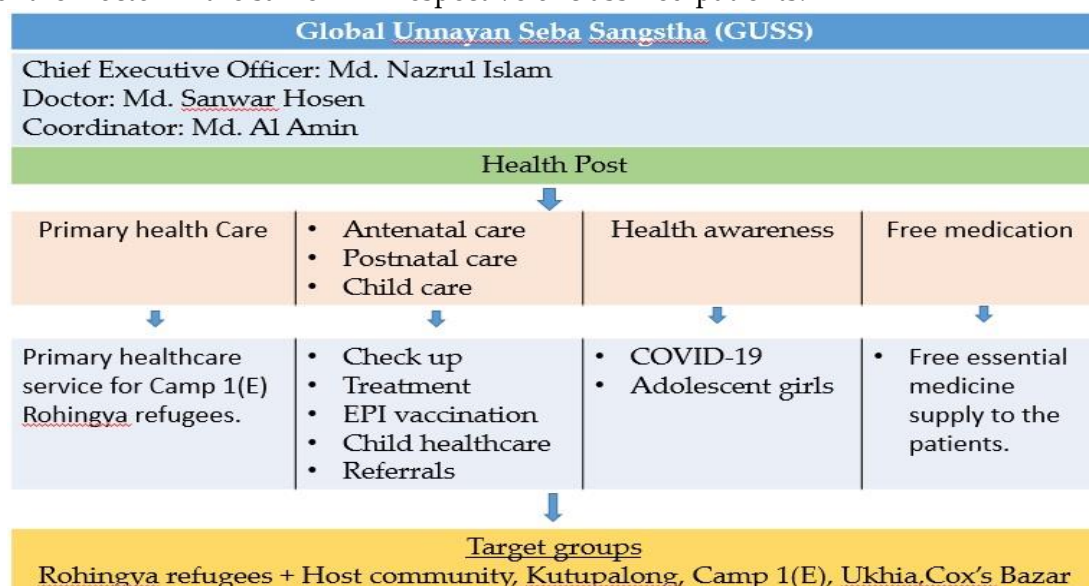 Global Unnayan Seba Sangstha (GUSS)
Chief Executive Officer: Md. Nazrul Islam
Doctor: Md. Sanwar Hosen
Coordinator: Md. Al Amin
Health Post
Primary health Care
• Antenatal care
• Postnatal care
• Child care
Health awareness
Free medication
Primary healthcare
service for Camp 1(E)
Rohingya refugees.
• Check up
• Treatment
• EPI vaccination
• Child healthcare
• Referrals
• COVID-19
• Adolescent girls
• Free essential
medicine
supply to the
patients.
Target groups
Rohingya refugees + Host community, Kutupalong, Camp 1(E), Ukhia,Cox's Bazar